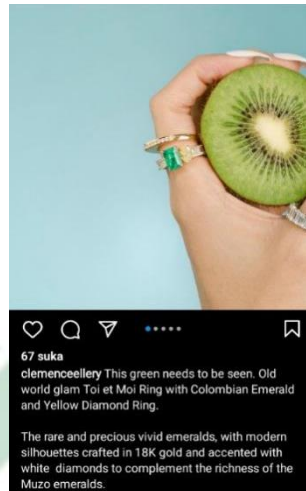 67 suka
clemenceellery This green needs to be seen. Old
world glam Toi et Moi Ring with Colombian Emerald
and Yellow Diamond Ring.
The rare and precious vivid emeralds, with modern
silhouettes crafted in 18K gold and accented with
white diamonds to complement the richness of the
Muzo emeralds.